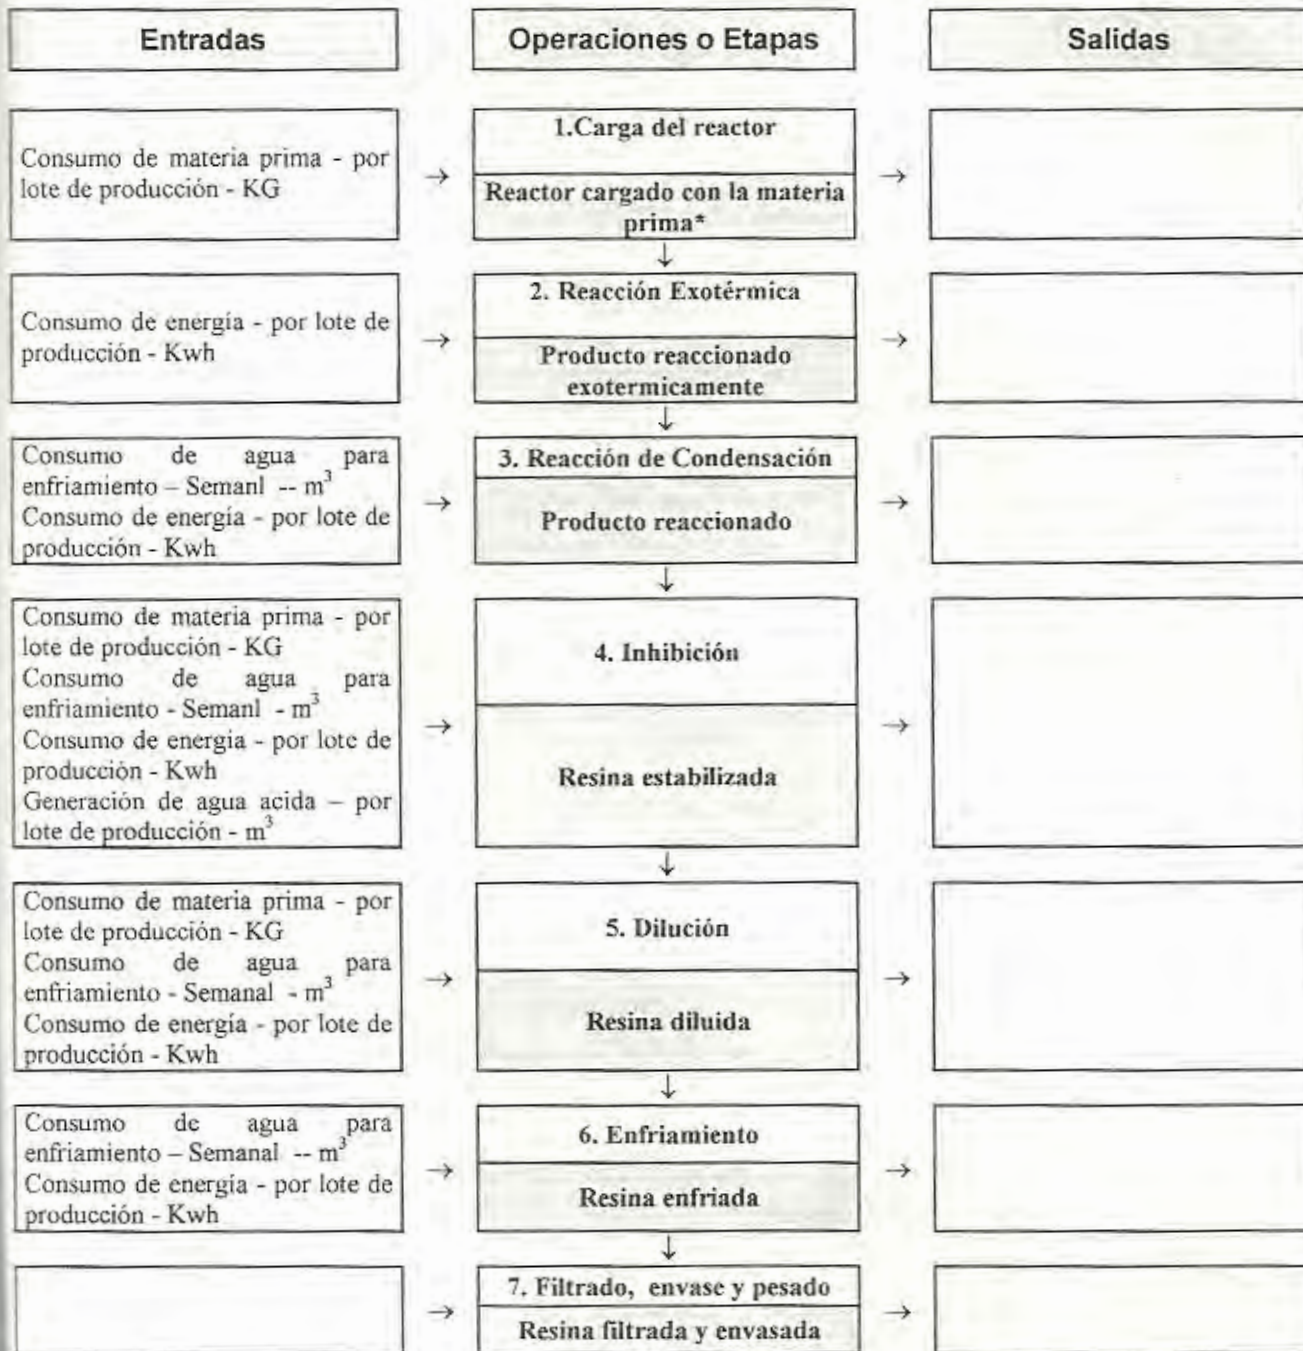 Entradas
Operaciones o Etapas
Salidas
Consumo de materia prima - por
lote de producción - KG
→
1.Carga del reactor
Reactor cargado con la materia
prima*
→
↓
Consumo de energía - por lote de
producción - Kwh
→
2. Reacción Exotérmica
Producto reaccionado
exotermicamente
→
↓
Consumo de agua para
enfriamiento – Semanl -- m³
Consumo de energía - por lote de
producción - Kwh
→
3. Reacción de Condensación
Producto reaccionado
→
↓
Consumo de materia prima - por
lote de producción - KG
Consumo de agua para
enfriamiento - Semanl - m³
Consumo de energía - por lote de
producción - Kwh
Generación de agua acida – por
lote de producción - m³
→
4. Inhibición
Resina estabilizada
→
↓
Consumo de materia prima - por
lote de producción - KG
Consumo de agua para
enfriamiento - Semanal - m³
Consumo de energía - por lote de
producción - Kwh
→
5. Dilución
Resina diluida
→
↓
Consumo de agua para
enfriamiento – Semanal -- m³
Consumo de energía - por lote de
producción - Kwh
→
6. Enfriamiento
Resina enfriada
→
↓
→
7. Filtrado, envase y pesado
Resina filtrada y envasada
→